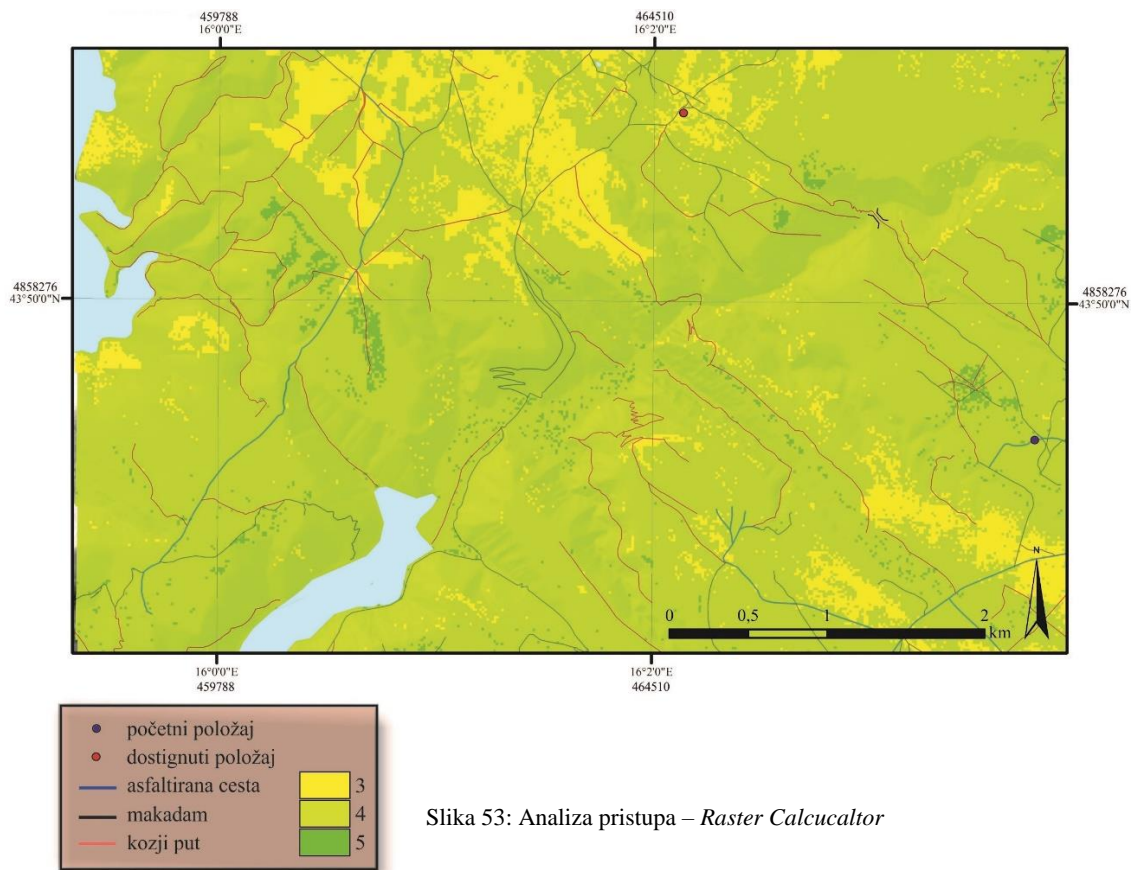 459788 464510
16°0'0"E 16°2'0"E
4858276 4858276
43°50'0"N 43°50'0"N
N
0 0,5 1 2
km
16°0'0"E 16°2'0"E
459788 464510
početni položaj
dostignuti položaj
asfaltirana cesta 3
makadam 4
kozji put 5
Slika 53: Analiza pristupa – Raster Calcucaltor